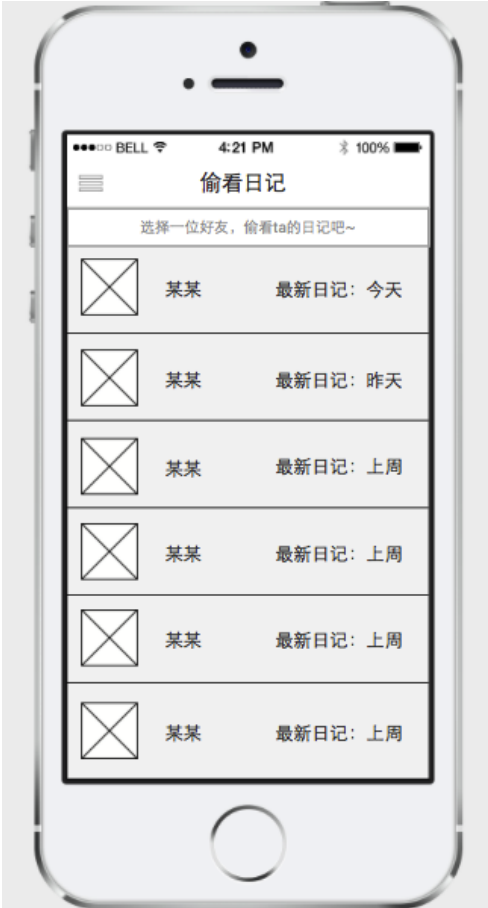 BELL 4:21 PM 100%
偷看日记
选择一位好友，偷看ta的日记吧~
某某 最新日记：今天
某某 最新日记：昨天
某某 最新日记：上周
某某 最新日记：上周
某某 最新日记：上周
某某 最新日记：上周